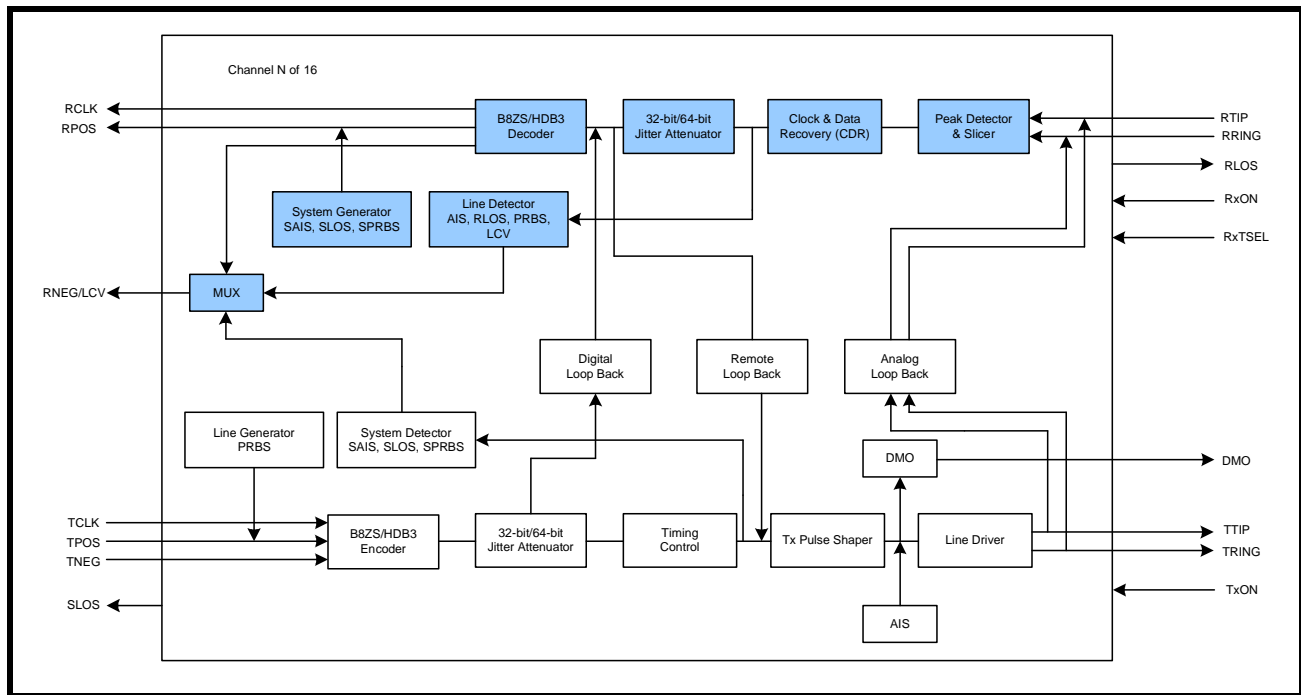 Channel N of 16
RCLK
RPOS
B8ZS/HDB3
Decoder
32-bit/64-bit
Jitter Attenuator
Clock & Data
Recovery (CDR)
Peak Detector
& Slicer
RTIP
RRING
RLOS
RxON
RxTSEL
System Generator
SAIS, SLOS, SPRBS
Line Detector
AIS, RLOS, PRBS,
LCV
RNEG/LCV
MUX
Digital
Loop Back
Remote
Loop Back
Analog
Loop Back
Line Generator
PRBS
System Detector
SAIS, SLOS, SPRBS
DMO
DMO
TCLK
TPOS
TNEG
B8ZS/HDB3
Encoder
32-bit/64-bit
Jitter Attenuator
Timing
Control
Tx Pulse Shaper
Line Driver
TTIP
TRING
TxON
SLOS
AIS